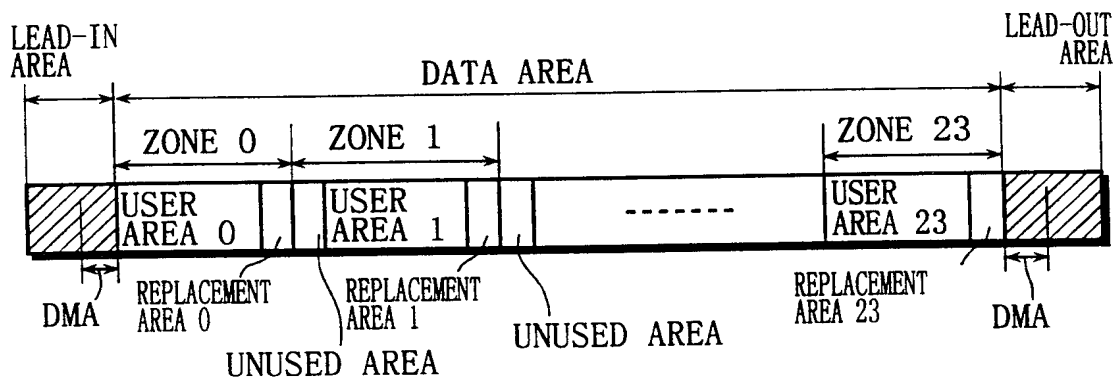 LEAD-IN
AREA
LEAD-OUT
AREA
DATA AREA
ZONE 0
ZONE 1
ZONE 23
USER
AREA 0
USER
AREA 1
USER
AREA 23
DMA
REPLACEMENT
AREA 0
REPLACEMENT
AREA 1
UNUSED AREA
REPLACEMENT
AREA 23
DMA
UNUSED AREA